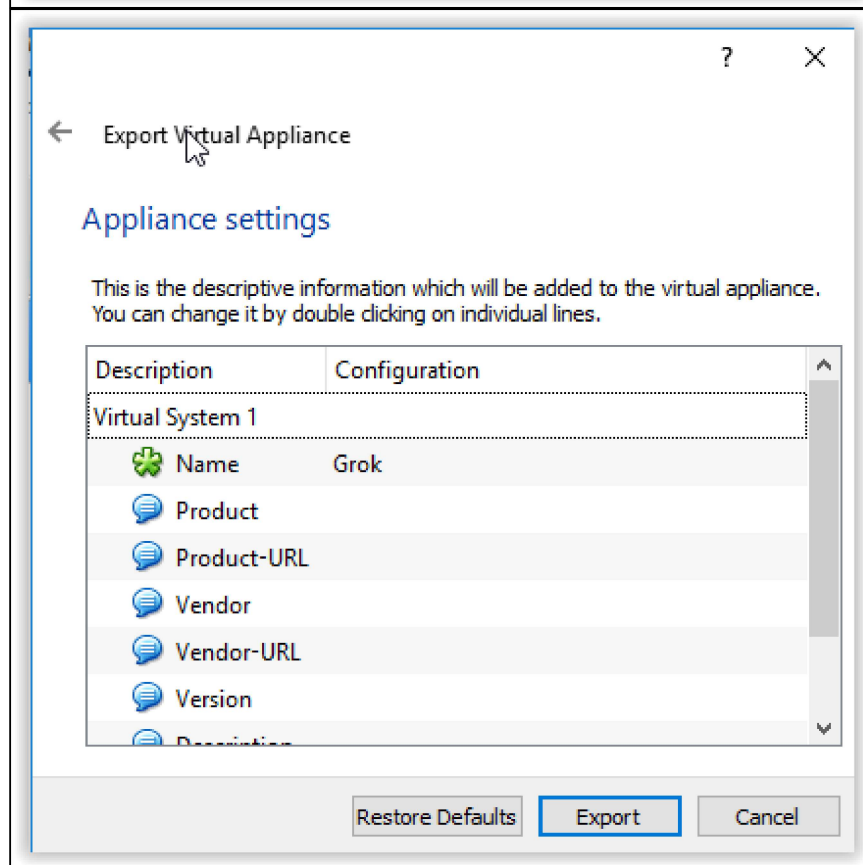 ?
Export Virtual Appliance
Appliance settings
This is the descriptive information which will be added to the virtual appliance.
You can change it by double clicking on individual lines.
Description Configuration
Virtual System 1
Name Grok
Product
Product-URL
Vendor
Vendor-URL
Version
Description
Restore Defaults Export Cancel